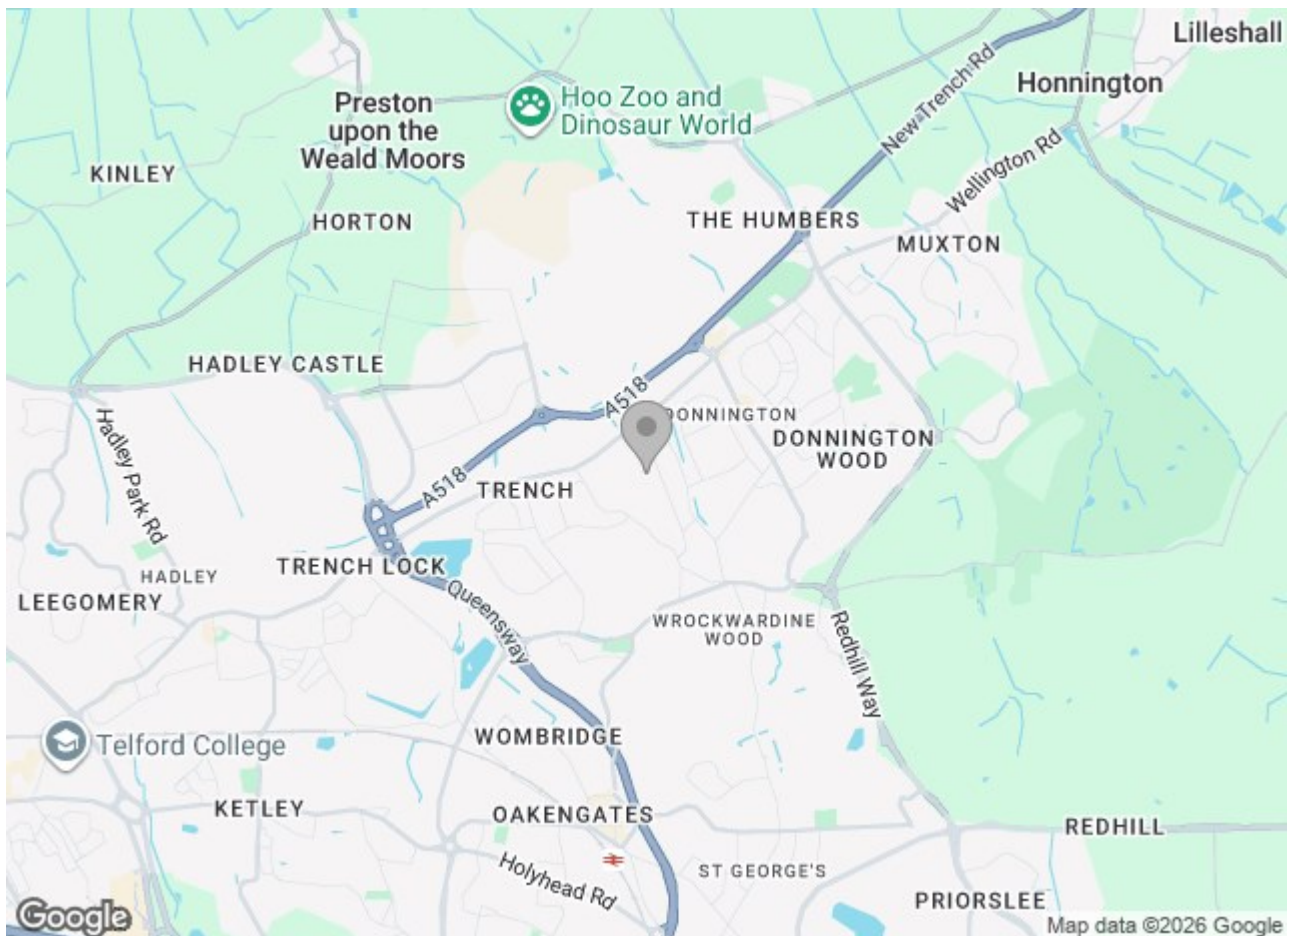 Lilleshall
Honnington
New Trench Rd
Hoo Zoo and
Dinosaur World
Preston
upon the
Weald Moors
Wellington Rd
KINLEY
HORTON
THE HUMBERS
MUXTON
HADLEY CASTLE
A518
DONNINGTON
DONNINGTON
WOOD
Hadley Park Rd
A518
TRENCH
TRENCH LOCK
HADLEY
LEEGOMERY
Queensway
WROCKWARDINE
WOOD
Redhill Way
Telford College
WOMBRIDGE
KETLEY
OAKENGATES
REDHILL
Holyhead Rd
ST GEORGE'S
PRIORSLEE
Google
Map data ©2026 Google